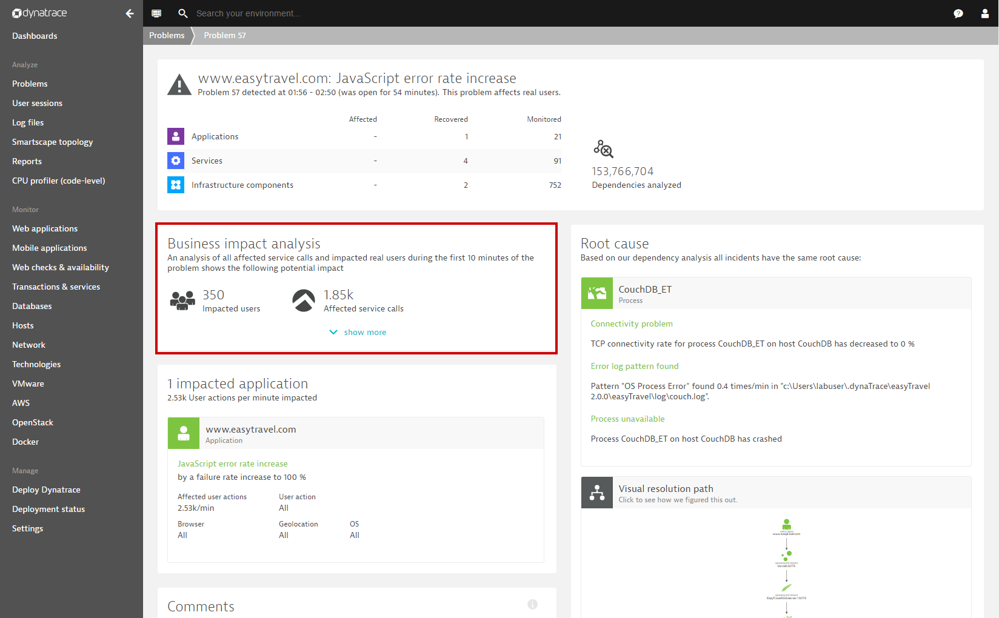 dynatrace
Search your environment...
Dashboards
Analyze
Problems
User sessions
Log files
Smartscape topology
Reports
CPU profiler (code-level)
Monitor
Web applications
Mobile applications
Web checks & availability
Transactions & services
Databases
Hosts
Network
Technologies
VMware
AWS
OpenStack
Docker
Manage
Deploy Dynatrace
Deployment status
Settings
Problems
Problem 57
www.easytravel.com: JavaScript error rate increase
Problem 57 detected at 01:56 - 02:50 (was open for 54 minutes). This problem affects real users.
Affected Recovered Monitored
Applications - 1 21
Services - 4 91
Infrastructure components - 2 752
153,766,704
Dependencies analyzed
Business impact analysis
An analysis of all affected service calls and impacted real users during the first 10 minutes of the
problem shows the following potential impact
350
Impacted users
1.85k
Affected service calls
show more
1 impacted application
2.53k User actions per minute impacted
www.easytravel.com
Application
JavaScript error rate increase
by a failure rate increase to 100 %
Affected user actions User action
2.53k/min All
Browser Geolocation OS
All All All
Comments
Root cause
Based on our dependency analysis all incidents have the same root cause:
CouchDB_ET
Process
Connectivity problem
TCP connectivity rate for process CouchDB_ET on host CouchDB has decreased to 0 %
Error log pattern found
Pattern "OS Process Error" found 0.4 times/min in "c:\Users\labuser\.dynaTrace\easyTravel
2.0.0\easyTravel\log\couch.log".
Process unavailable
Process CouchDB_ET on host CouchDB has crashed
Visual resolution path
Click to see how we figured this out.
www.easytravel.com
Varnish:8079
EasyTravelWebserver:18079